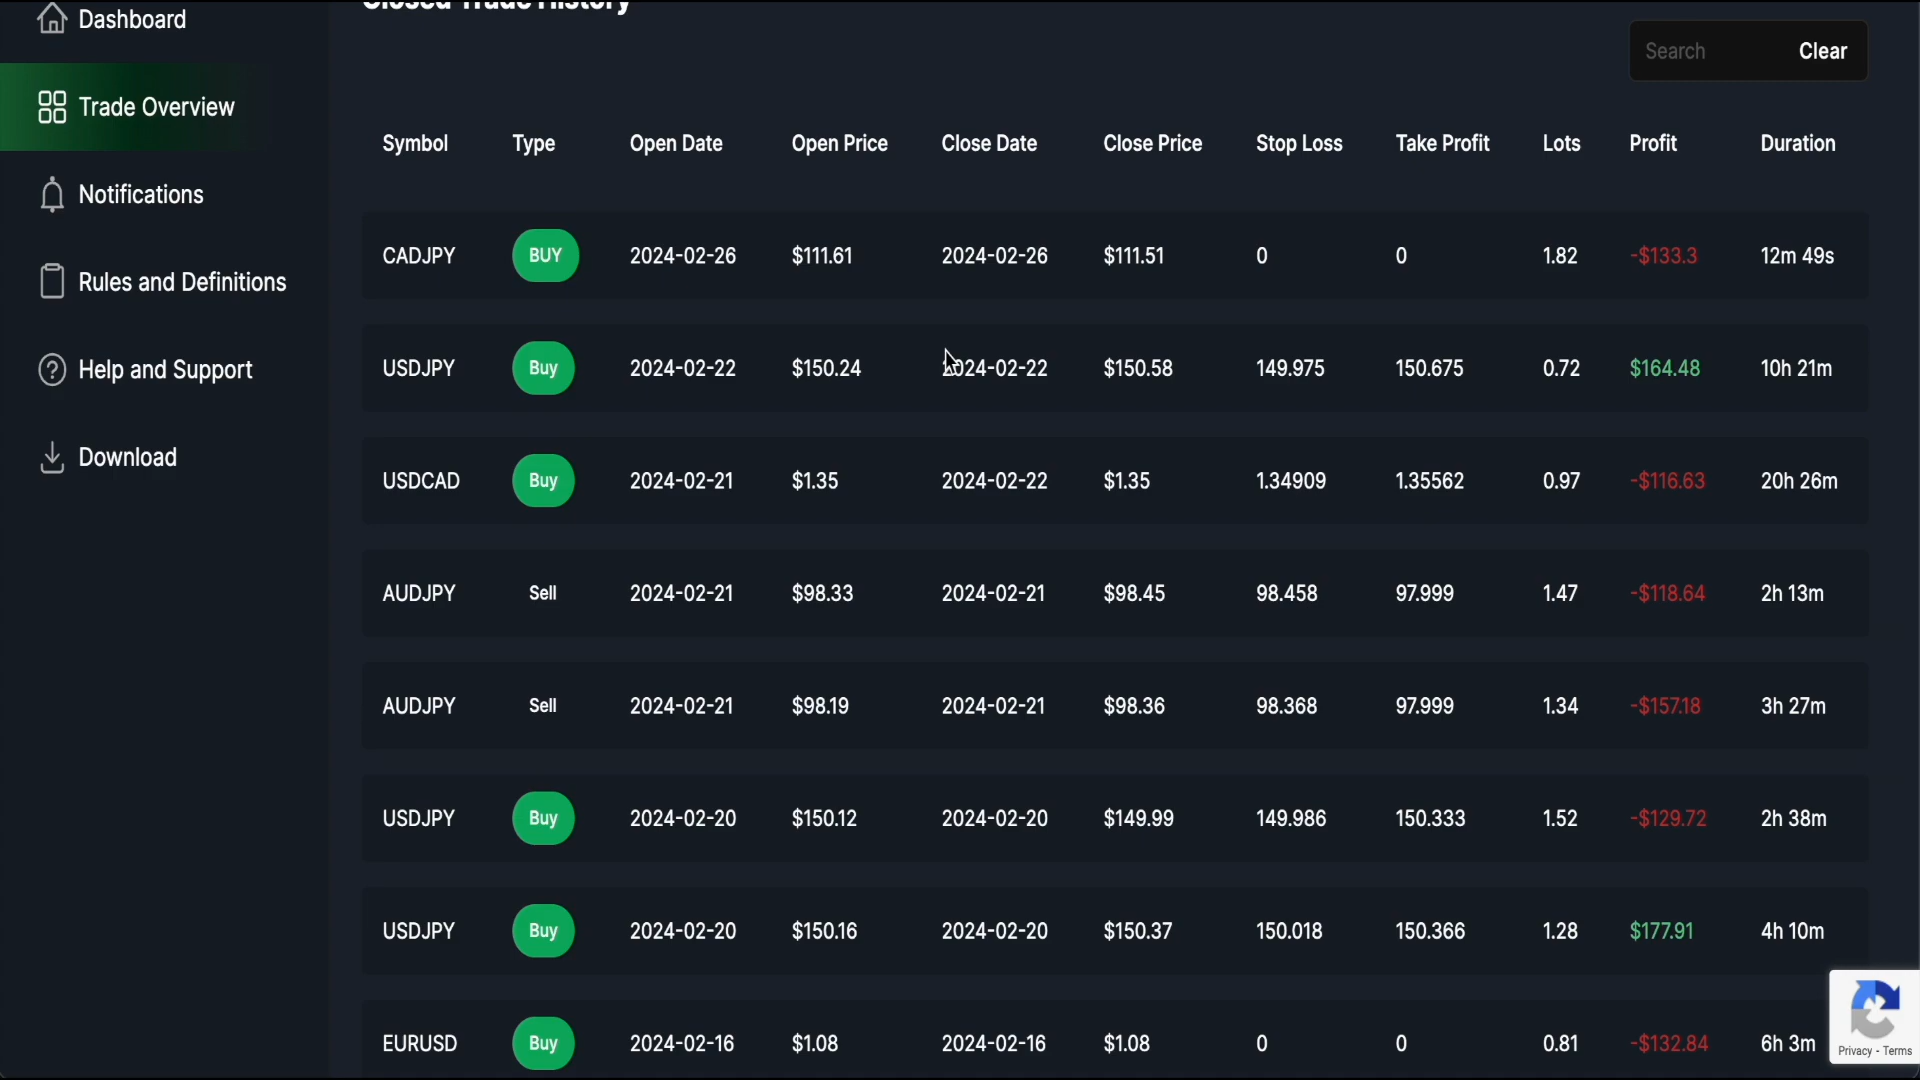 Closed Trade History
Dashboard
Search Clear
Trade Overview
Notifications
Rules and Definitions
Help and Support
Download
Symbol Type Open Date Open Price Close Date Close Price Stop Loss Take Profit Lots Profit Duration
CADJPY BUY 2024-02-26 $111.61 2024-02-26 $111.51 0 0 1.82 -$133.3 12m 49s
USDJPY Buy 2024-02-22 $150.24 2024-02-22 $150.58 149.975 150.675 0.72 $164.48 10h 21m
USDCAD Buy 2024-02-21 $1.35 2024-02-22 $1.35 1.34909 1.35562 0.97 -$116.63 20h 26m
AUDJPY Sell 2024-02-21 $98.33 2024-02-21 $98.45 98.458 97.999 1.47 -$118.64 2h 13m
AUDJPY Sell 2024-02-21 $98.19 2024-02-21 $98.36 98.368 97.999 1.34 -$157.18 3h 27m
USDJPY Buy 2024-02-20 $150.12 2024-02-20 $149.99 149.986 150.333 1.52 -$129.72 2h 38m
USDJPY Buy 2024-02-20 $150.16 2024-02-20 $150.37 150.018 150.366 1.28 $177.91 4h 10m
EURUSD Buy 2024-02-16 $1.08 2024-02-16 $1.08 0 0 0.81 -$132.84 6h 3m
Privacy - Terms